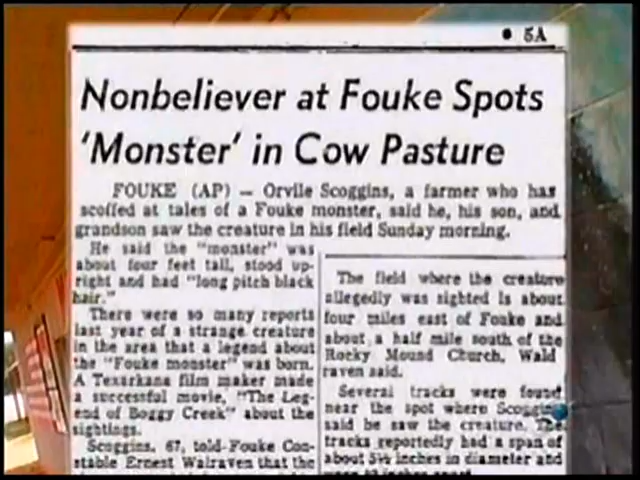 • 5A
Nonbeliever at Fouke Spots
'Monster' in Cow Pasture
FOUKE (AP) — Orvile Scoggins, a farmer who has
scoffed at tales of a Fouke monster, said he, his son, and
grandson saw the creature in his field Sunday morning.
He said the "monster" was
about four feet tall, stood up-
right and had "long pitch black
hair."
There were so many reports
last year of a strange creature
in the area that a legend about
the "Fouke monster" was born.
A Texarkana film maker made
a successful movie, "The Leg-
end of Boggy Creek" about the
sightings.
Scoggins, 67, told Fouke Con-
stable Ernest Walraven that the
The field where the creature
allegedly was sighted is about
four miles east of Fouke and
about a half mile south of the
Rocky Mound Church, Wald
raven said.
Several tracks were found
near the spot where Scoggins
said he saw the creature. The
tracks reportedly had a span of
about 5½ inches in diameter and